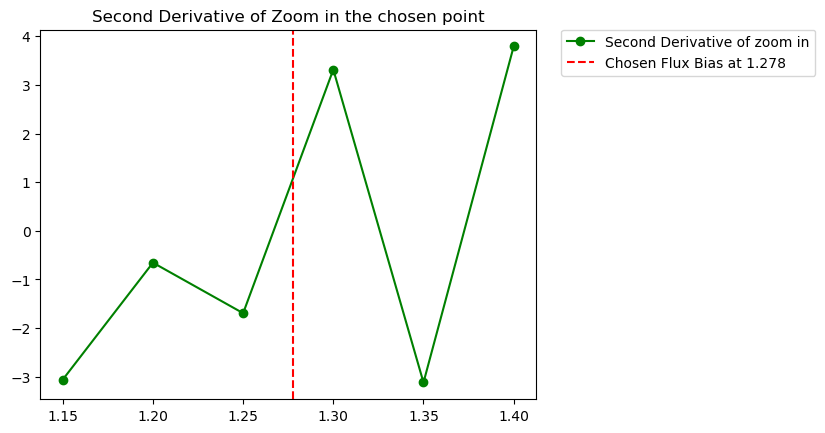 Second Derivative of Zoom in the chosen point
Second Derivative of zoom in
Chosen Flux Bias at 1.278
4
3
2
1
0
−1
−2
−3
1.15 1.20 1.25 1.30 1.35 1.40